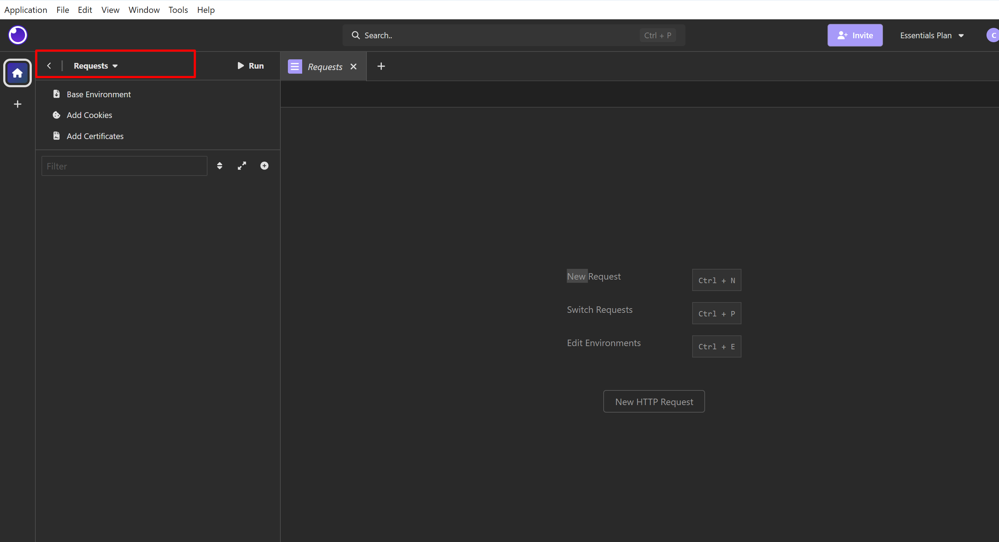 Application File Edit View Window Tools Help
Search.. Ctrl + P Invite Essentials Plan C
Requests Run Requests
Base Environment
Add Cookies
Add Certificates
Filter
New Request Ctrl + N
Switch Requests Ctrl + P
Edit Environments Ctrl + E
New HTTP Request